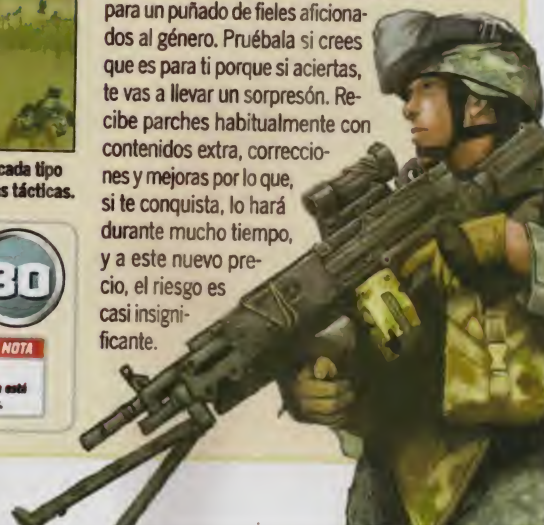 para un puñado de fieles aficiona-
dos al género. Pruébala si crees
que es para ti porque si aciertas,
te vas a llevar un sorpresón. Re-
cibe parches habitualmente con
contenidos extra, correccio-
nes y mejoras por lo que,
si te conquista, lo hará
durante mucho tiempo,
y a este nuevo pre-
cio, el riesgo es
casi insigni-
ficante.
cada tipo
s tácticas.
80
NOTA
está